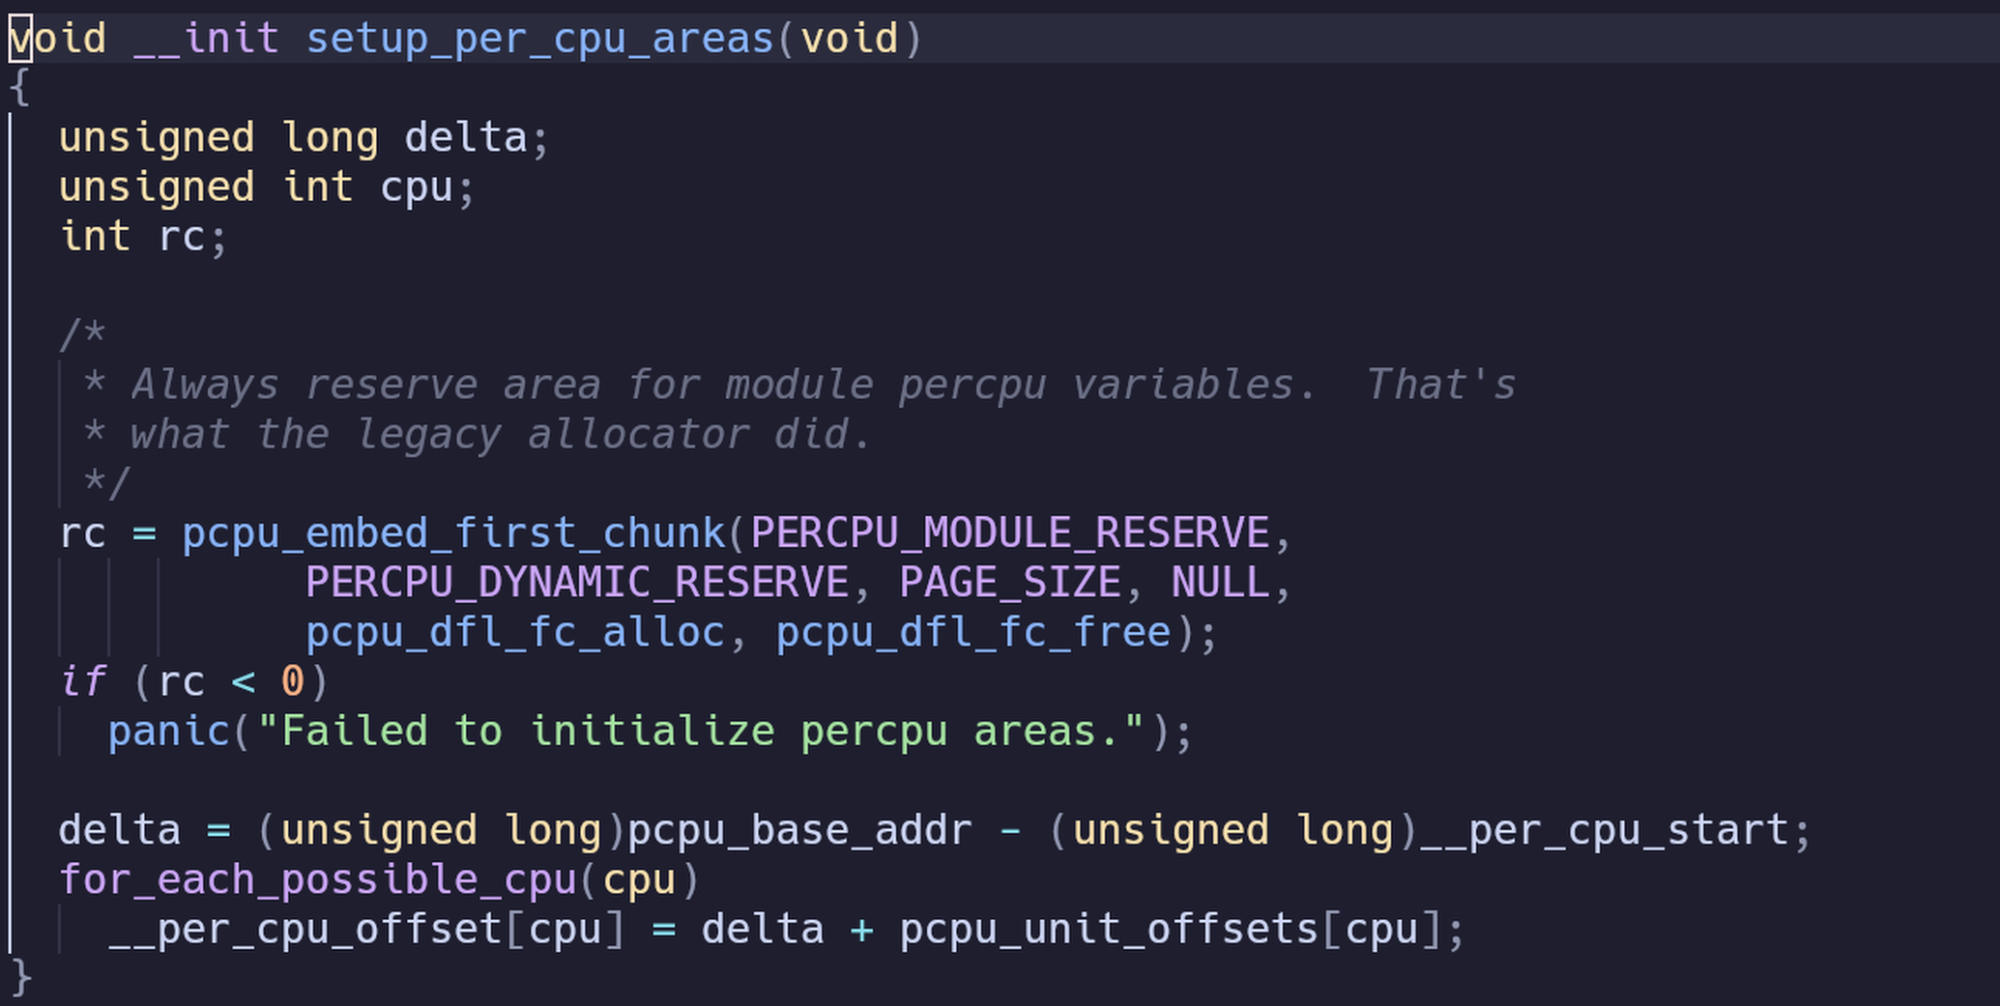 void __init setup_per_cpu_areas(void)
{
  unsigned long delta;
  unsigned int cpu;
  int rc;

  /*
   * Always reserve area for module percpu variables.  That's
   * what the legacy allocator did.
   */
  rc = pcpu_embed_first_chunk(PERCPU_MODULE_RESERVE,
            PERCPU_DYNAMIC_RESERVE, PAGE_SIZE, NULL,
            pcpu_dfl_fc_alloc, pcpu_dfl_fc_free);
  if (rc < 0)
    panic("Failed to initialize percpu areas.");

  delta = (unsigned long)pcpu_base_addr - (unsigned long)__per_cpu_start;
  for_each_possible_cpu(cpu)
    __per_cpu_offset[cpu] = delta + pcpu_unit_offsets[cpu];
}